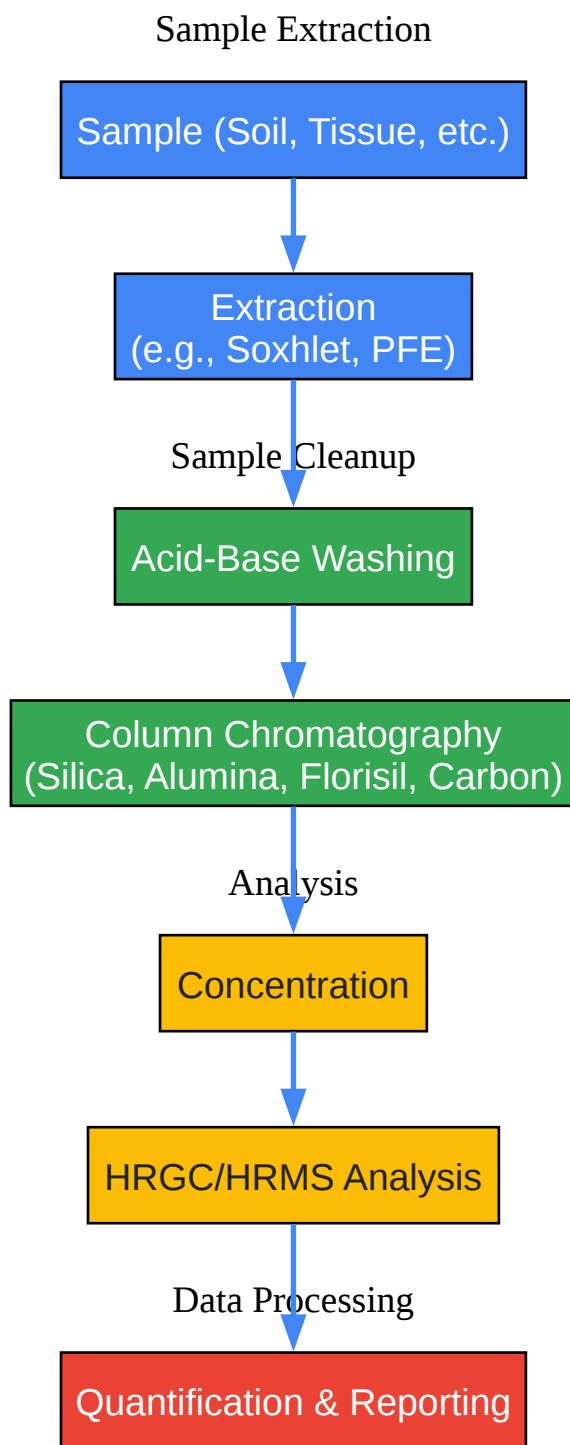 Sample Extraction
Sample (Soil, Tissue, etc.)
Extraction
(e.g., Soxhlet, PFE)
Sample Cleanup
Acid-Base Washing
Column Chromatography
(Silica, Alumina, Florisil, Carbon)
Analysis
Concentration
HRGC/HRMS Analysis
Data Processing
Quantification & Reporting